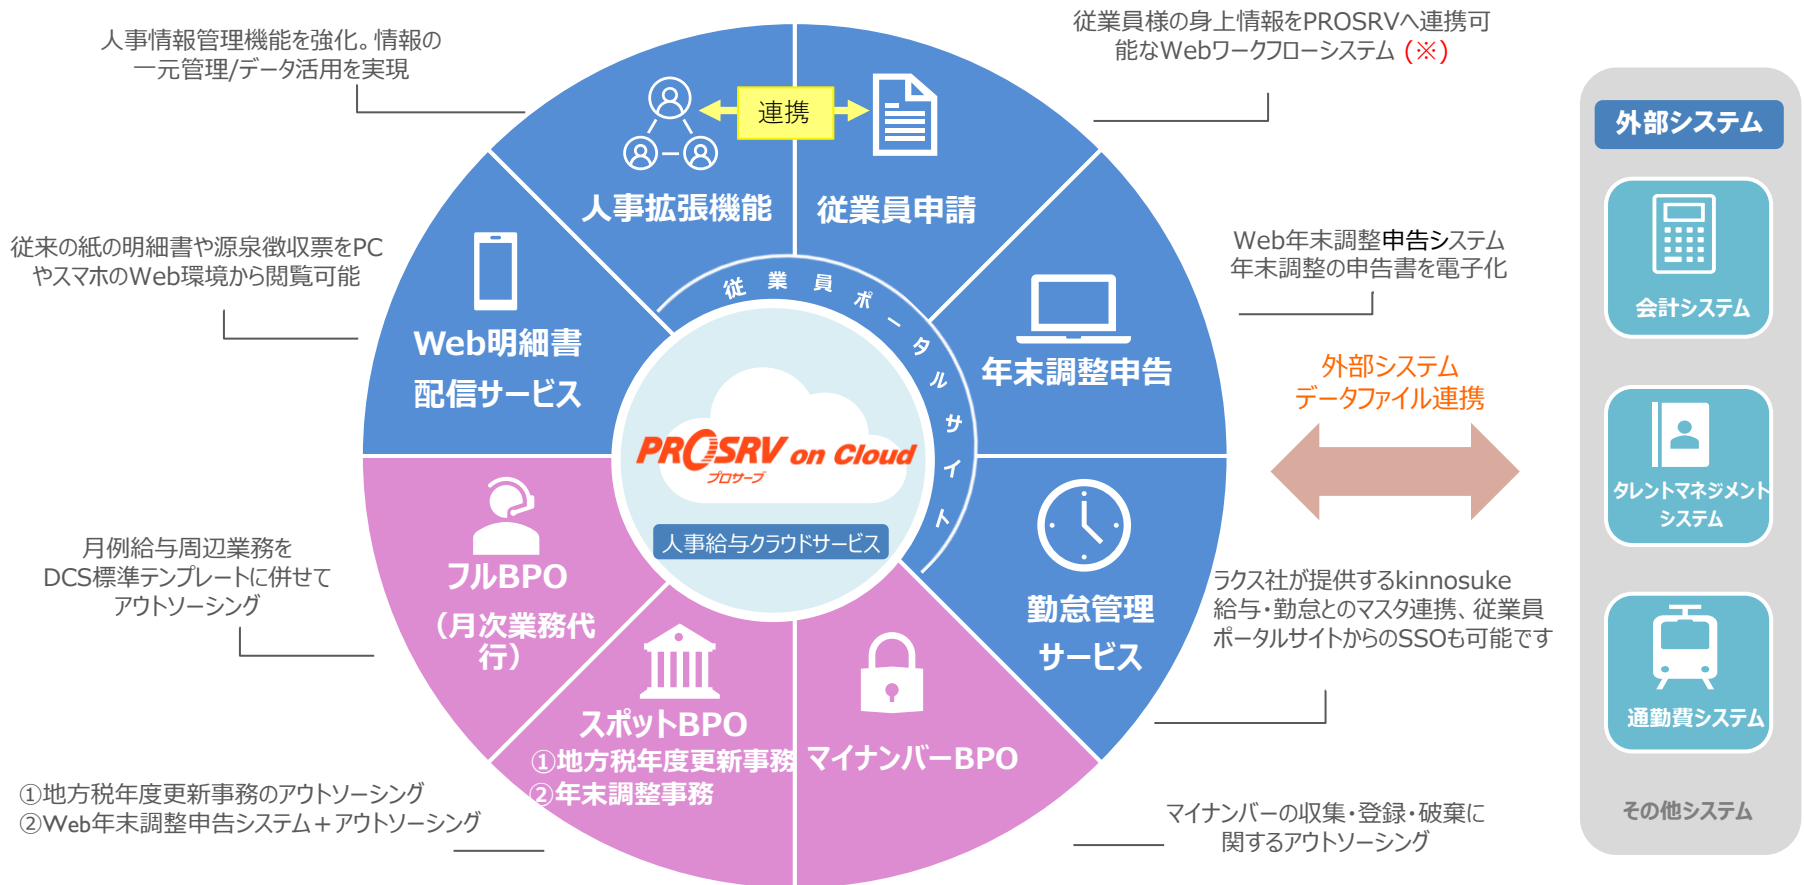 人事情報管理機能を強化。情報の
一元管理/データ活用を実現
従業員様の身上情報をPROSRVへ連携可
能なWebワークフローシステム (※)
連携
人事拡張機能
従業員申請
従来の紙の明細書や源泉徴収票をPC
やスマホのWeb環境から閲覧可能
Web明細書
配信サービス
従業員ポータルサイト
年末調整申告
Web年末調整申告システム
年末調整の申告書を電子化
PROSRV on Cloud
プロサーブ
人事給与クラウドサービス
外部システム
データファイル連携
月例給与周辺業務を
DCS標準テンプレートに併せて
アウトソーシング
フルBPO
（月次業務代
行）
勤怠管理
サービス
ラクス社が提供するkinnosuke
給与・勤怠とのマスタ連携、従業員
ポータルサイトからのSSOも可能です
スポットBPO
①地方税年度更新事務
②年末調整事務
マイナンバーBPO
①地方税年度更新事務のアウトソーシング
②Web年末調整申告システム＋アウトソーシング
マイナンバーの収集・登録・破棄に
関するアウトソーシング
外部システム
会計システム
タレントマネジメント
システム
通勤費システム
その他システム